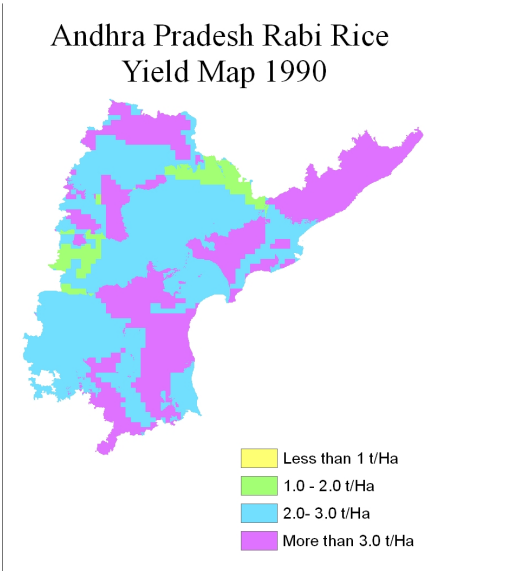 Andhra Pradesh Rabi Rice
Yield Map 1990
Less than 1 t/Ha
1.0 - 2.0 t/Ha
2.0- 3.0 t/Ha
More than 3.0 t/Ha